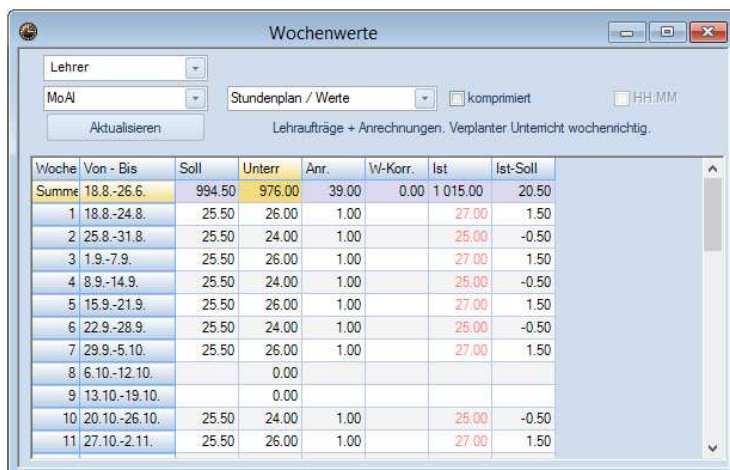 Wochenwerte
Lehrer
MoAl Stundenplan / Werte komprimiert HH:MM
Aktualisieren Lehraufträge + Anrechnungen. Verplanter Unterricht wochenrichtig.
Woche Von - Bis Soll Unterr Anr. W-Korr. Ist Ist-Soll
Summe 18.8.-26.6. 994.50 976.00 39.00 0.00 1 015.00 20.50
1 18.8.-24.8. 25.50 26.00 1.00 27.00 1.50
2 25.8.-31.8. 25.50 24.00 1.00 25.00 -0.50
3 1.9.-7.9. 25.50 26.00 1.00 27.00 1.50
4 8.9.-14.9. 25.50 24.00 1.00 25.00 -0.50
5 15.9.-21.9. 25.50 26.00 1.00 27.00 1.50
6 22.9.-28.9. 25.50 24.00 1.00 25.00 -0.50
7 29.9.-5.10. 25.50 26.00 1.00 27.00 1.50
8 6.10.-12.10. 0.00
9 13.10.-19.10. 0.00
10 20.10.-26.10. 25.50 24.00 1.00 25.00 -0.50
11 27.10.-2.11. 25.50 26.00 1.00 27.00 1.50